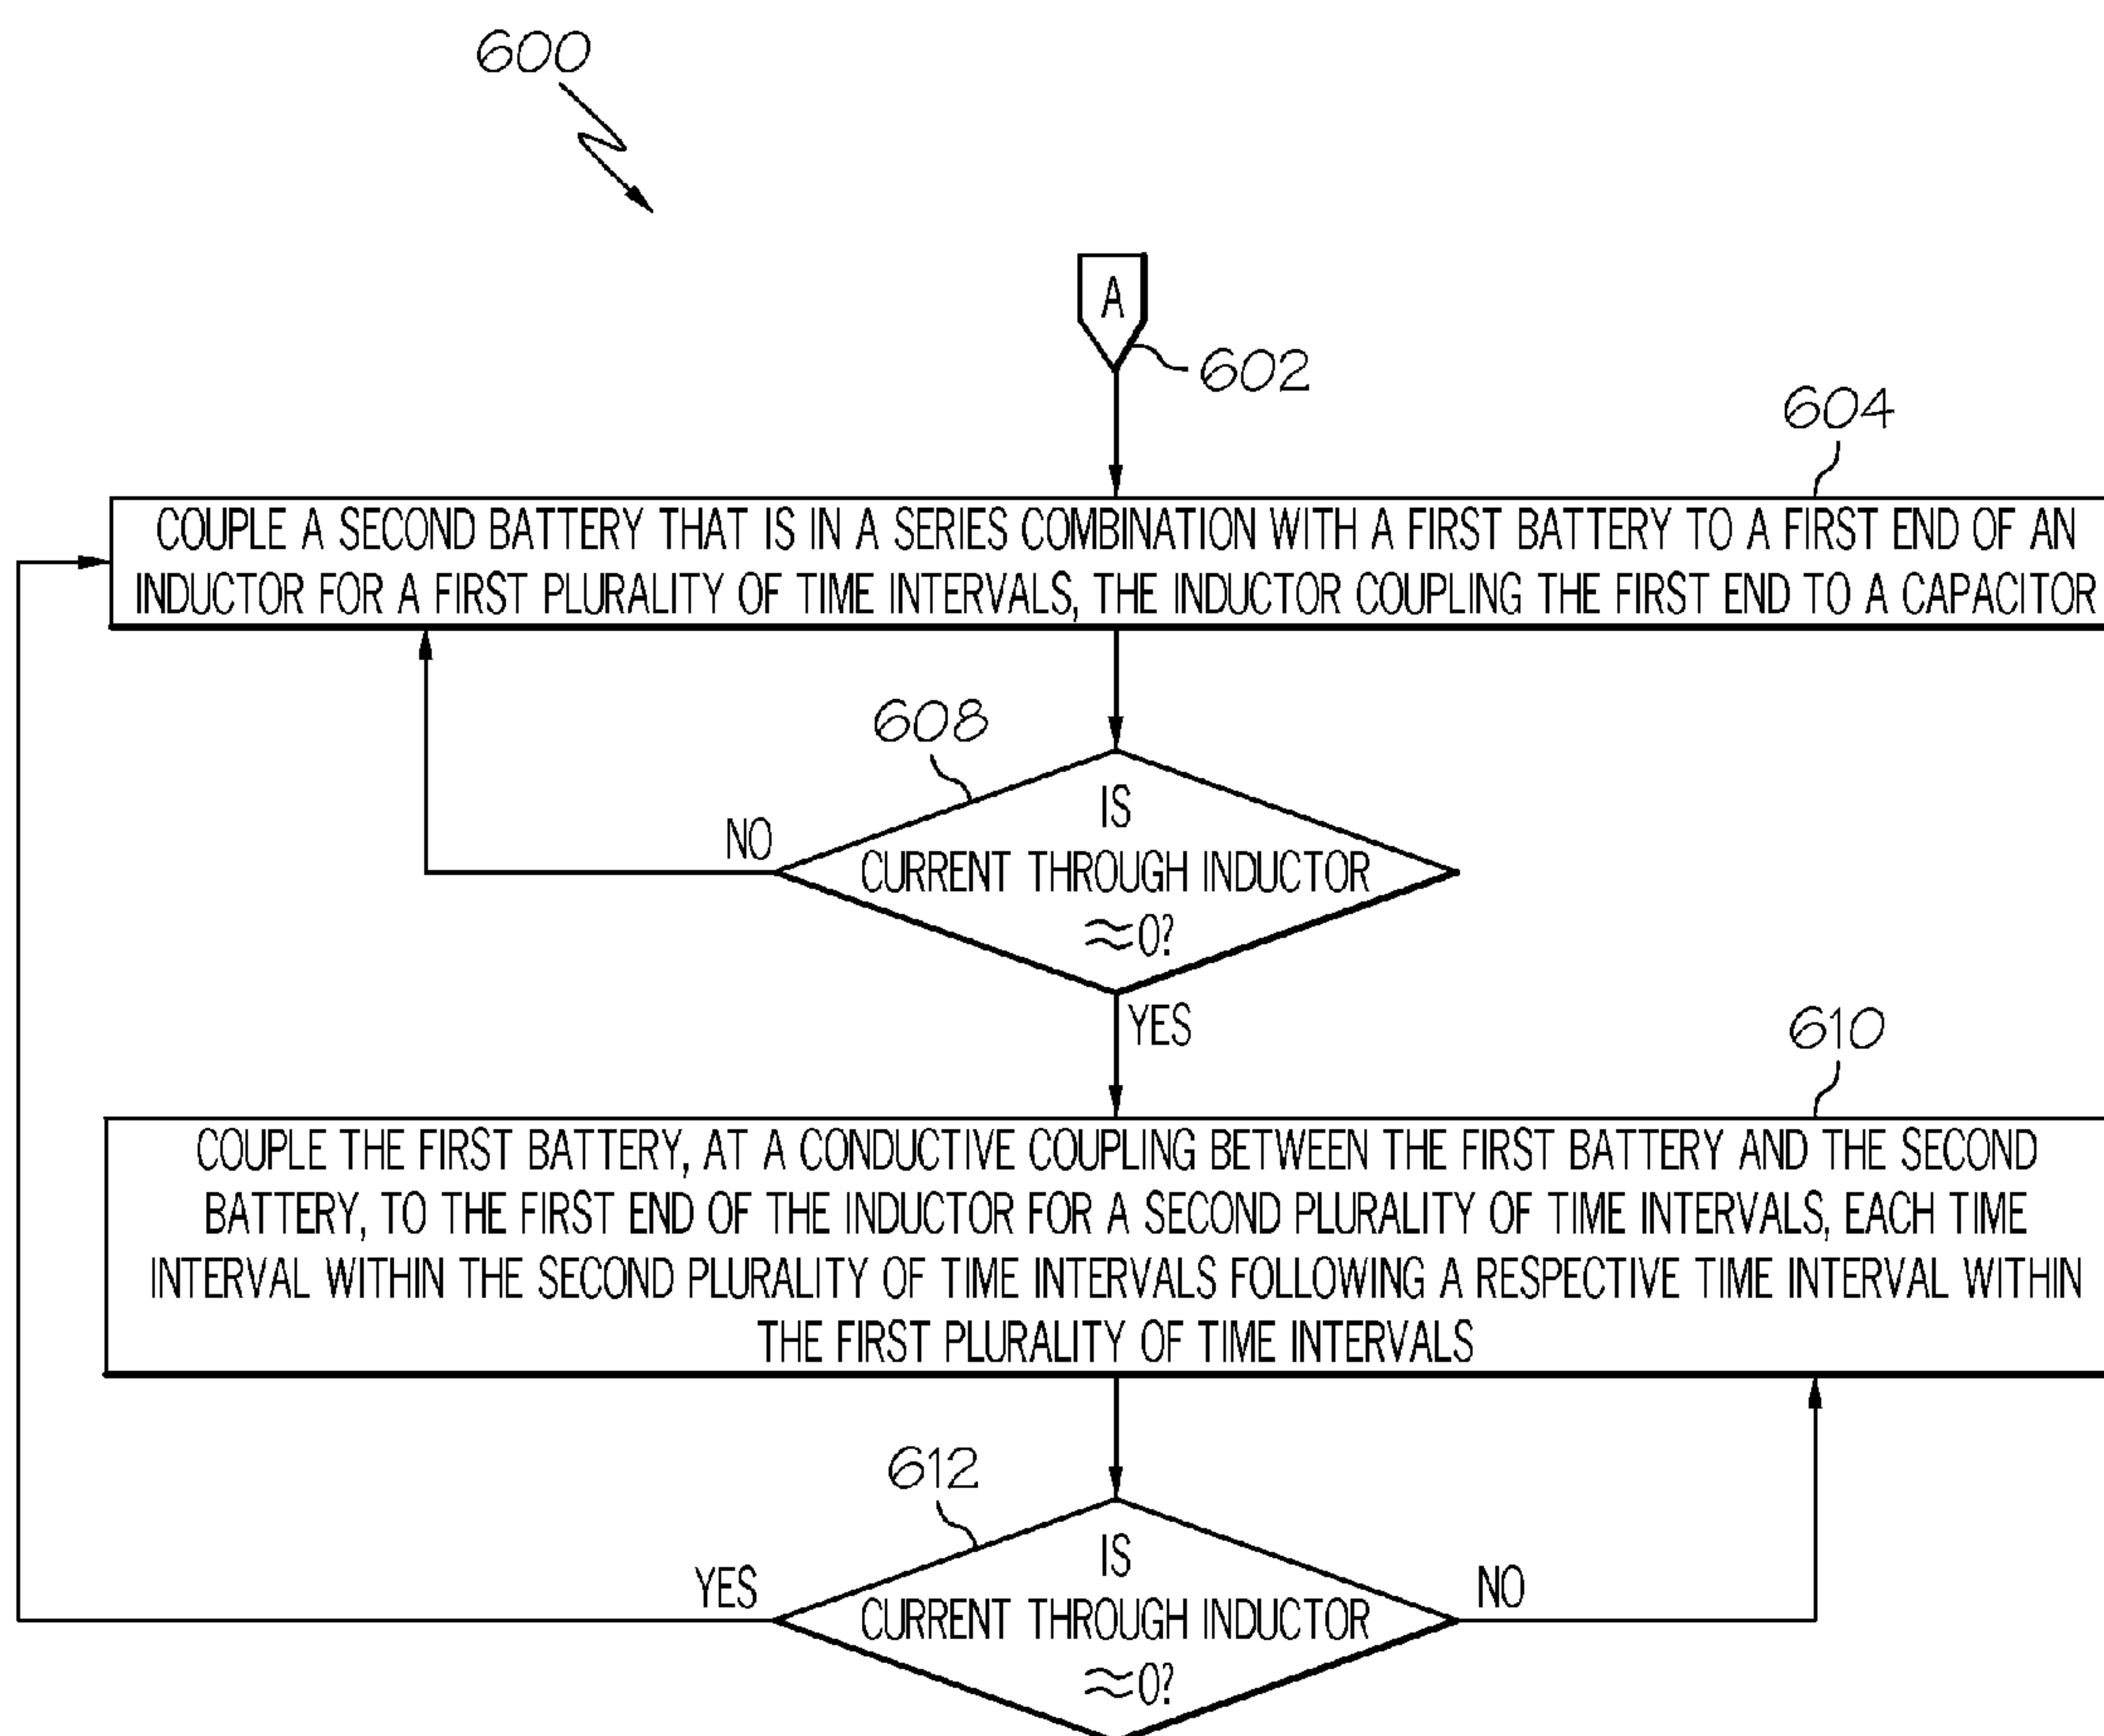 600
A
602
604
COUPLE A SECOND BATTERY THAT IS IN A SERIES COMBINATION WITH A FIRST BATTERY TO A FIRST END OF AN
INDUCTOR FOR A FIRST PLURALITY OF TIME INTERVALS, THE INDUCTOR COUPLING THE FIRST END TO A CAPACITOR
608
NO
IS
CURRENT THROUGH INDUCTOR
≈0?
YES
610
COUPLE THE FIRST BATTERY, AT A CONDUCTIVE COUPLING BETWEEN THE FIRST BATTERY AND THE SECOND
BATTERY, TO THE FIRST END OF THE INDUCTOR FOR A SECOND PLURALITY OF TIME INTERVALS, EACH TIME
INTERVAL WITHIN THE SECOND PLURALITY OF TIME INTERVALS FOLLOWING A RESPECTIVE TIME INTERVAL WITHIN
THE FIRST PLURALITY OF TIME INTERVALS
612
YES
IS
CURRENT THROUGH INDUCTOR
≈0?
NO